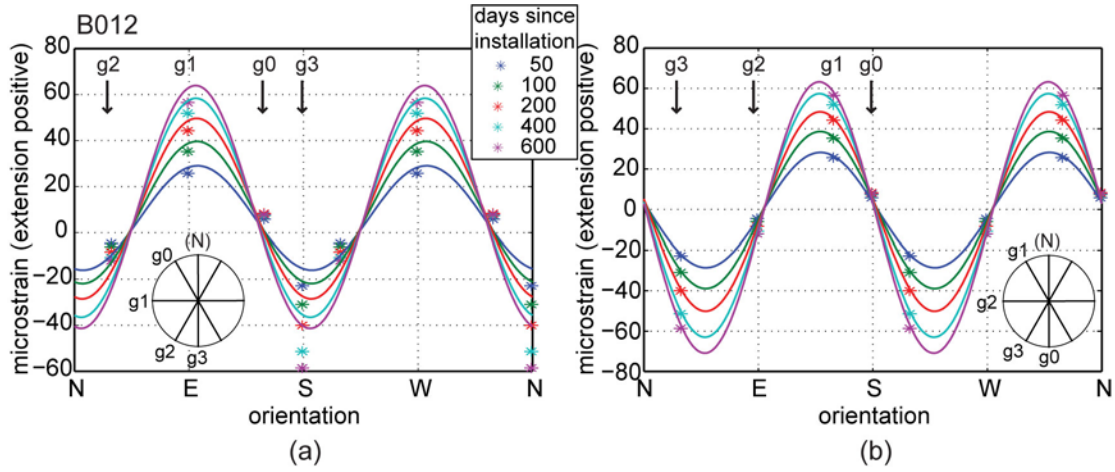 B012
days since
installation
50
100
200
400
600
microstrain (extension positive)
80
60
40
20
0
−20
−40
−60
g2
g1
g0
g3
(N)
g0
g1
g2
g3
N
E
S
W
N
orientation
(a)
microstrain (extension positive)
80
60
40
20
0
−20
−40
−60
−80
g3
g2
g1
g0
(N)
g1
g2
g3
g0
N
E
S
W
N
orientation
(b)